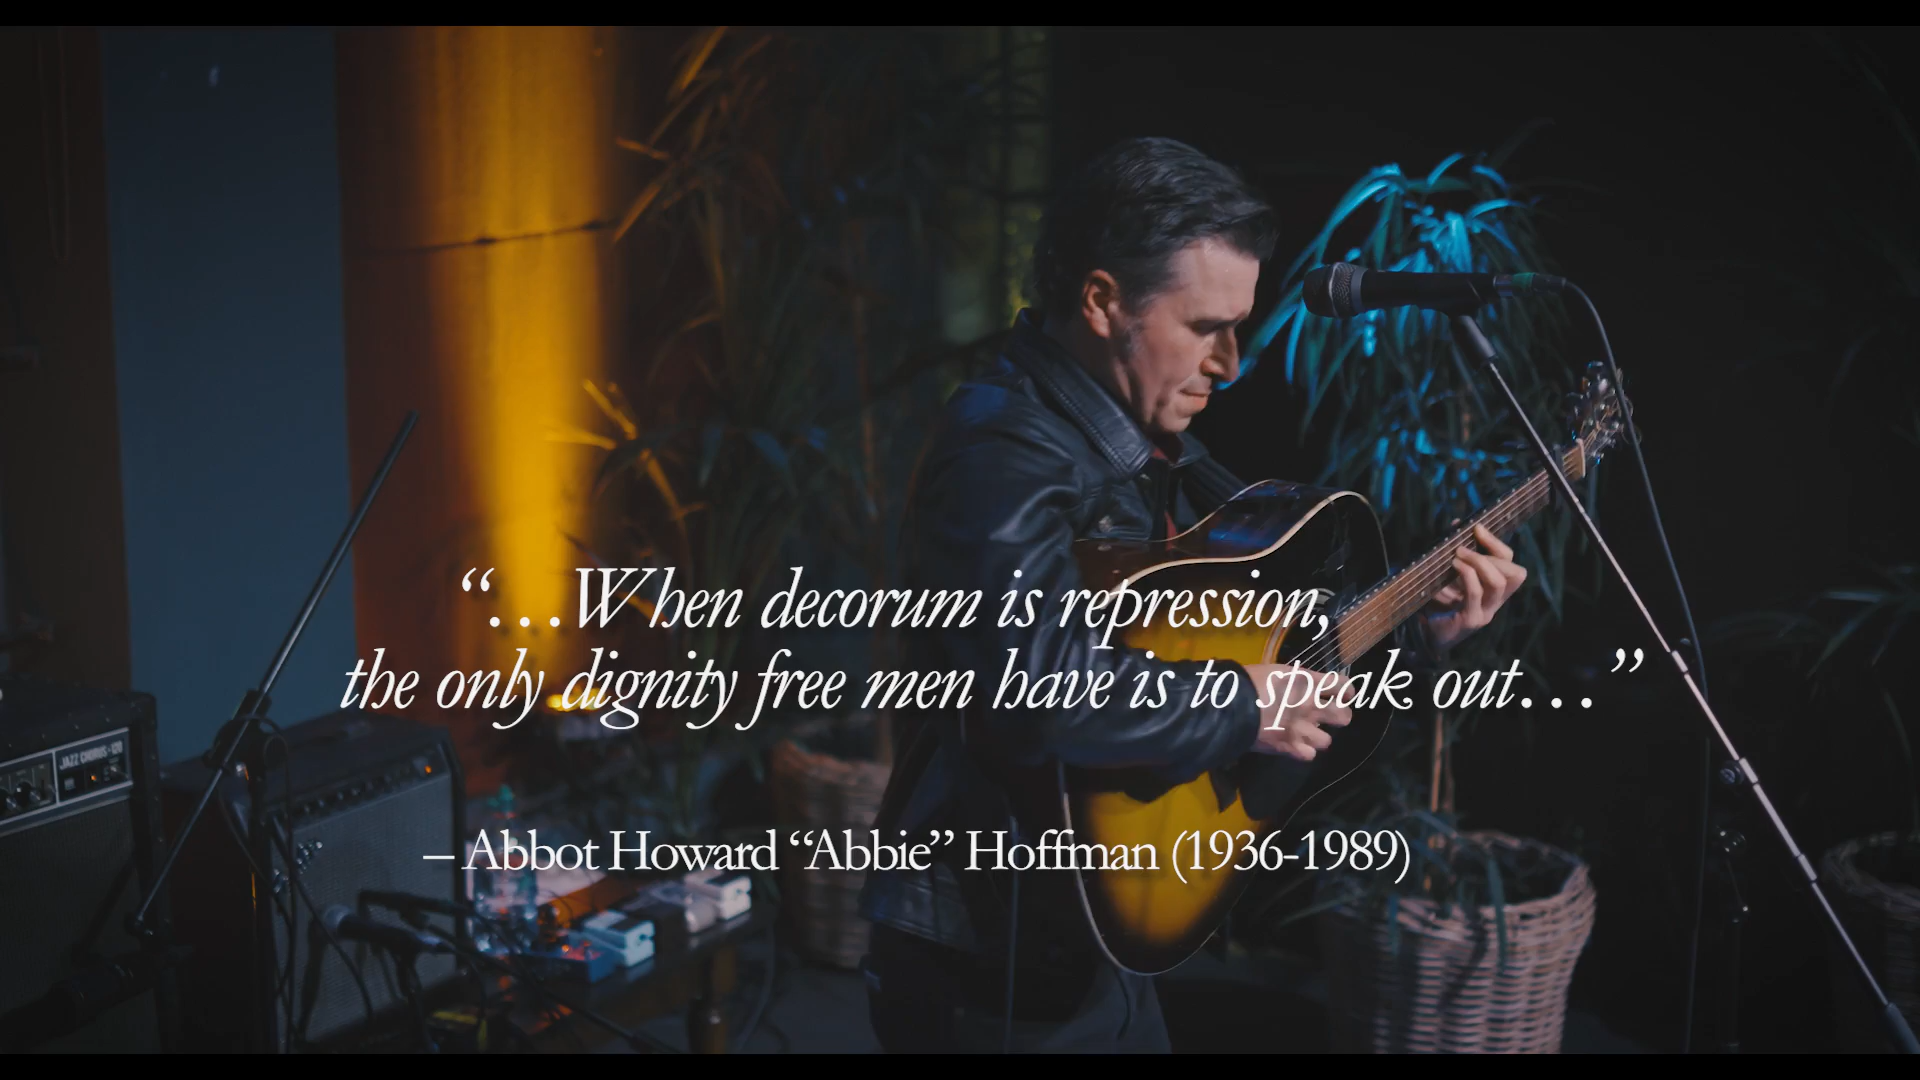 “…When decorum is repression,
the only dignity free men have is to speak out…”
– Abbot Howard “Abbie” Hoffman (1936-1989)
JAZZ CHORUS-120